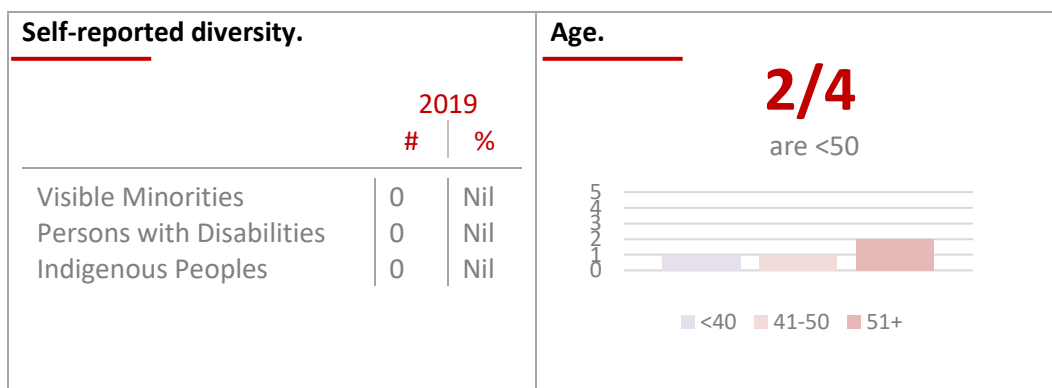 Self-reported diversity.
2019
# %
Visible Minorities 0 Nil
Persons with Disabilities 0 Nil
Indigenous Peoples 0 Nil
Age.
2/4
are <50
5
4
3
2
1
0
<40 41-50 51+